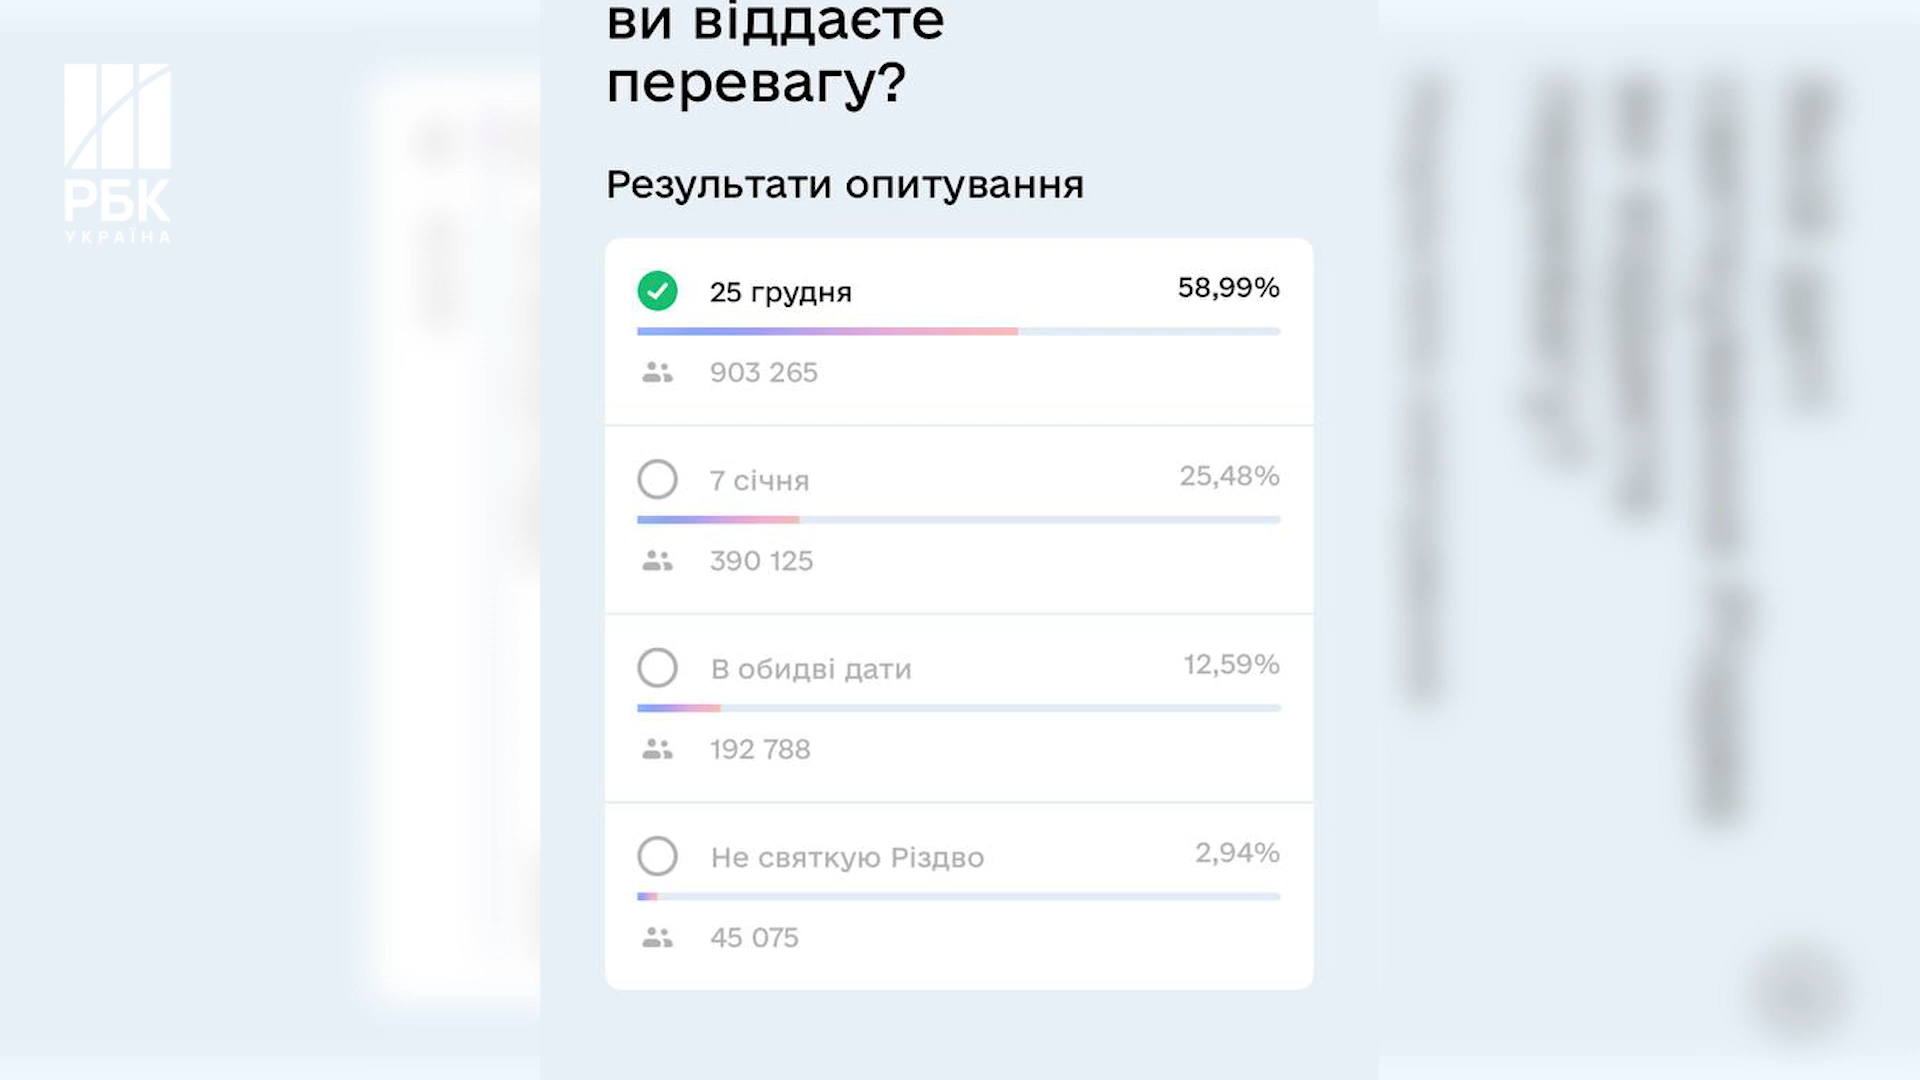 РБК
УКРАЇНА
ви віддаєте
перевагу?
Результати опитування
25 грудня
58,99%
903 265
7 січня
25,48%
390 125
В обидві дати
12,59%
192 788
Не святкую Різдво
2,94%
45 075